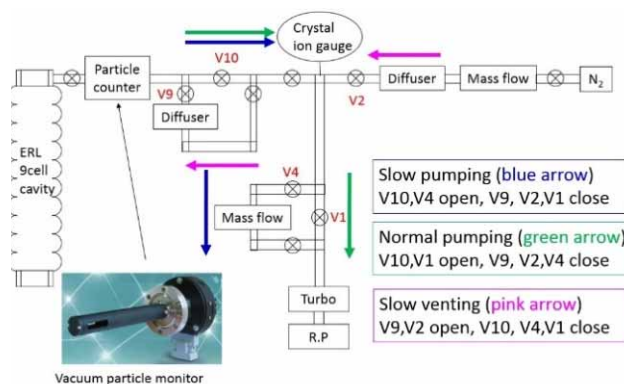 Crystal
ion gauge
V10
Particle
counter
V9
Diffuser
V2
Diffuser
Mass flow
N₂
ERL
9cell
cavity
V4
Mass flow
V1
Slow pumping (blue arrow)
V10,V4 open, V9, V2,V1 close
Normal pumping (green arrow)
V10,V1 open, V9, V2,V4 close
Slow venting (pink arrow)
V9,V2 open, V10, V4,V1 close
Turbo
R.P
Vacuum particle monitor